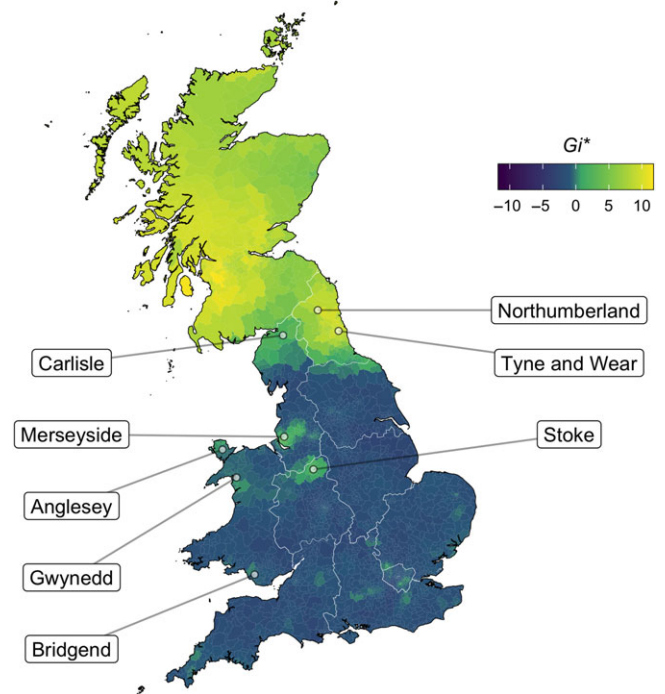 Gi*
−10 −5 0 5 10
Northumberland
Carlisle
Tyne and Wear
Merseyside
Stoke
Anglesey
Gwynedd
Bridgend